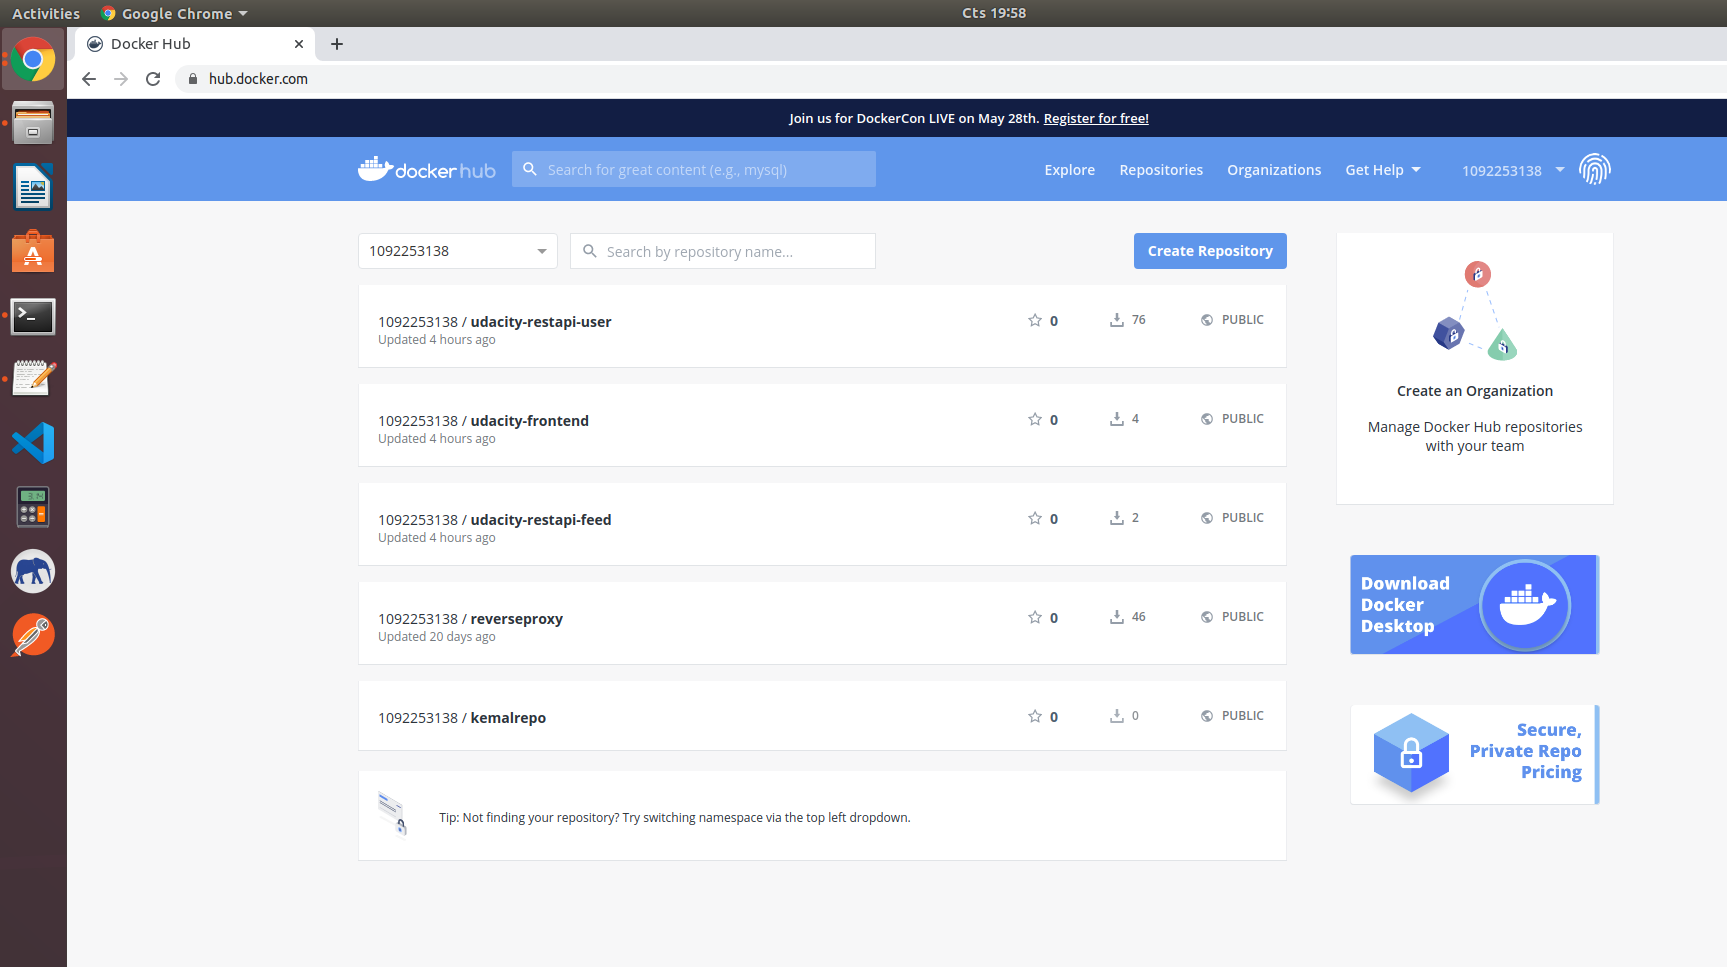 Activities
Google Chrome
Cts 19:58
Docker Hub
hub.docker.com
Join us for DockerCon LIVE on May 28th. Register for free!
docker hub
Search for great content (e.g., mysql)
Explore
Repositories
Organizations
Get Help
1092253138
1092253138
Search by repository name...
Create Repository
1092253138 / udacity-restapi-user
Updated 4 hours ago
0
76
PUBLIC
1092253138 / udacity-frontend
Updated 4 hours ago
0
4
PUBLIC
1092253138 / udacity-restapi-feed
Updated 4 hours ago
0
2
PUBLIC
1092253138 / reverseproxy
Updated 20 days ago
0
46
PUBLIC
1092253138 / kemalrepo
0
0
PUBLIC
Tip: Not finding your repository? Try switching namespace via the top left dropdown.
Create an Organization
Manage Docker Hub repositories
with your team
Download
Docker
Desktop
Secure,
Private Repo
Pricing